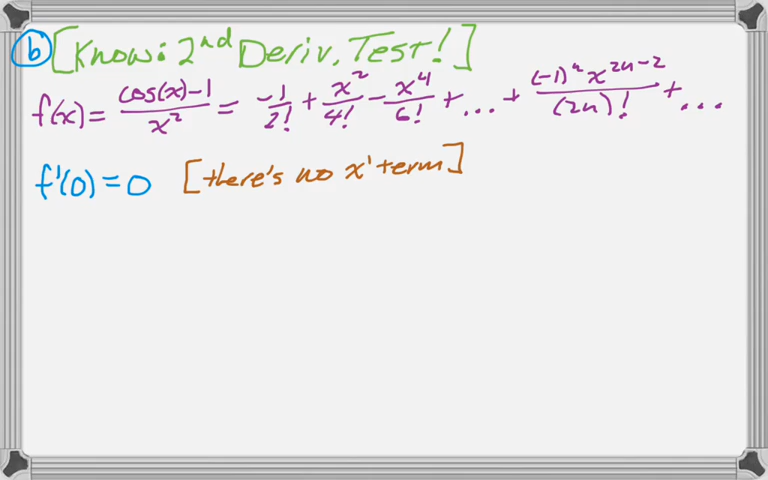 (b) [Know: 2nd Deriv. Test!]
f(x) = (cos(x)-1)/x² = -1/2! + x²/4! - x⁴/6! + ... + (-1)ⁿx²ⁿ⁻²/(2n)! + ...
f'(0) = 0 [there's no x¹ term]